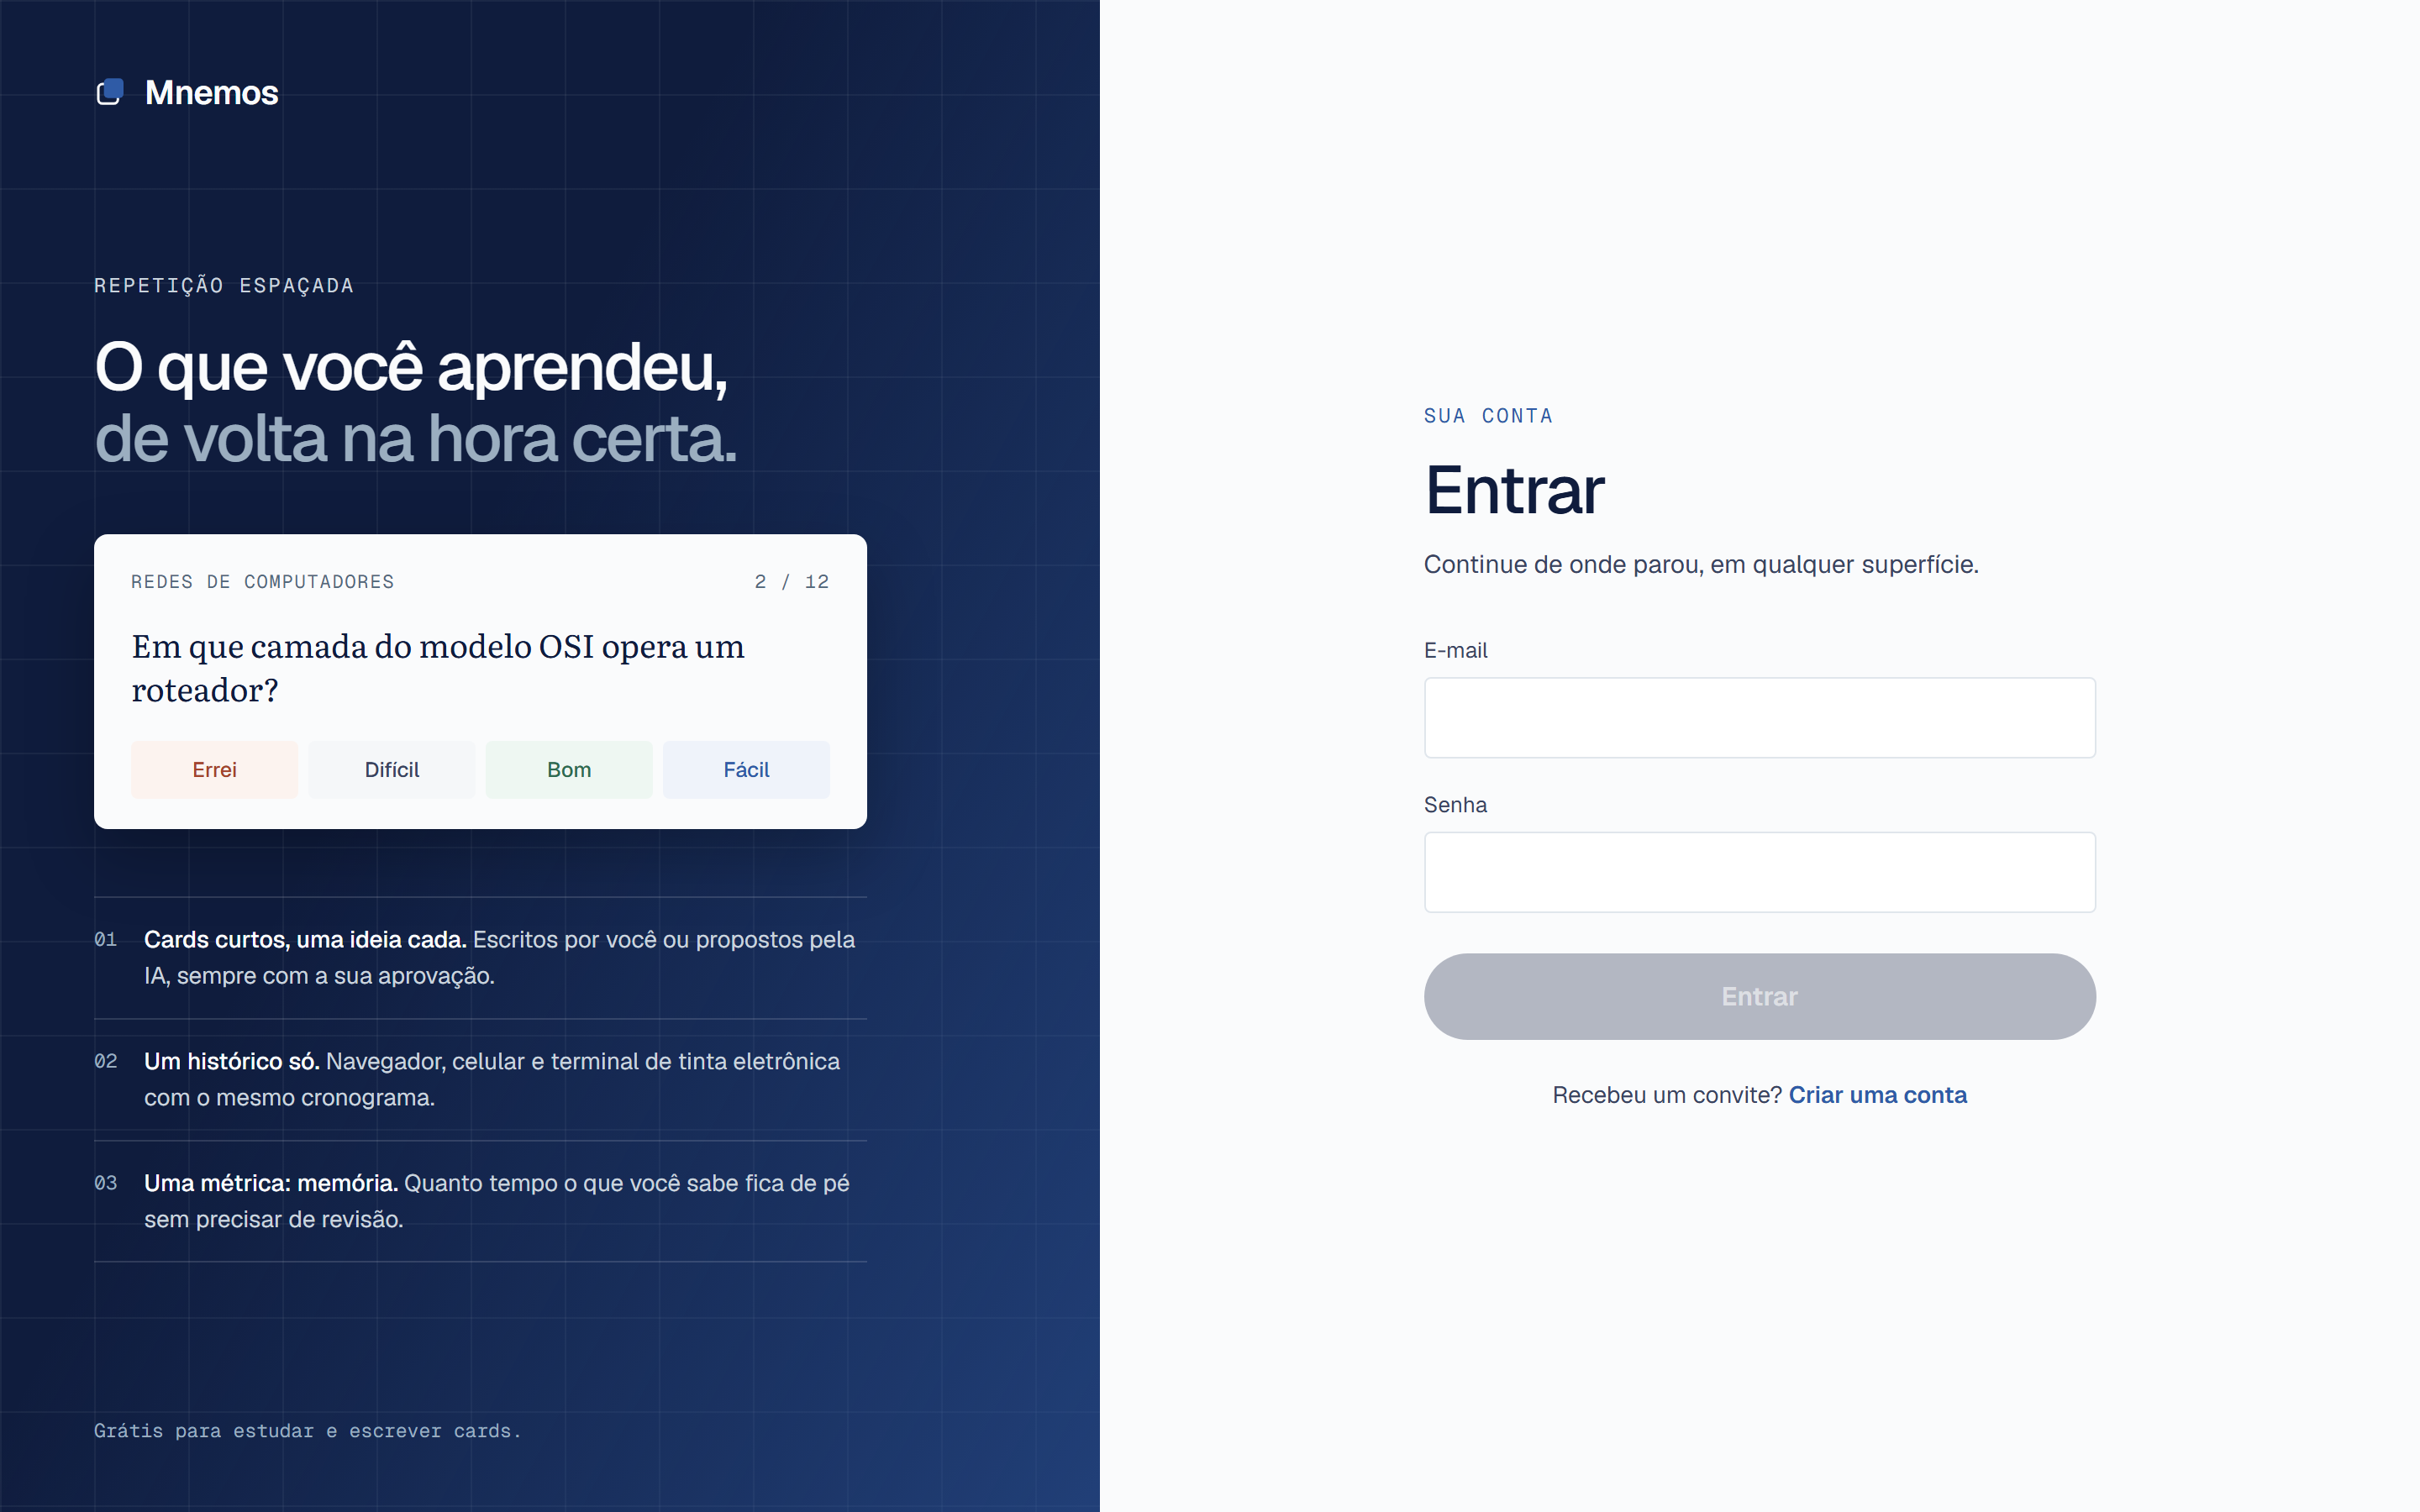 Mnemos
REPETIÇÃO ESPAÇADA
O que você aprendeu,
de volta na hora certa.
REDES DE COMPUTADORES
2 / 12
Em que camada do modelo OSI opera um
roteador?
Errei
Difícil
Bom
Fácil
01
Cards curtos, uma ideia cada. Escritos por você ou propostos pela
IA, sempre com a sua aprovação.
02
Um histórico só. Navegador, celular e terminal de tinta eletrônica
com o mesmo cronograma.
03
Uma métrica: memória. Quanto tempo o que você sabe fica de pé
sem precisar de revisão.
Grátis para estudar e escrever cards.
SUA CONTA
Entrar
Continue de onde parou, em qualquer superfície.
E-mail
Senha
Entrar
Recebeu um convite? Criar uma conta